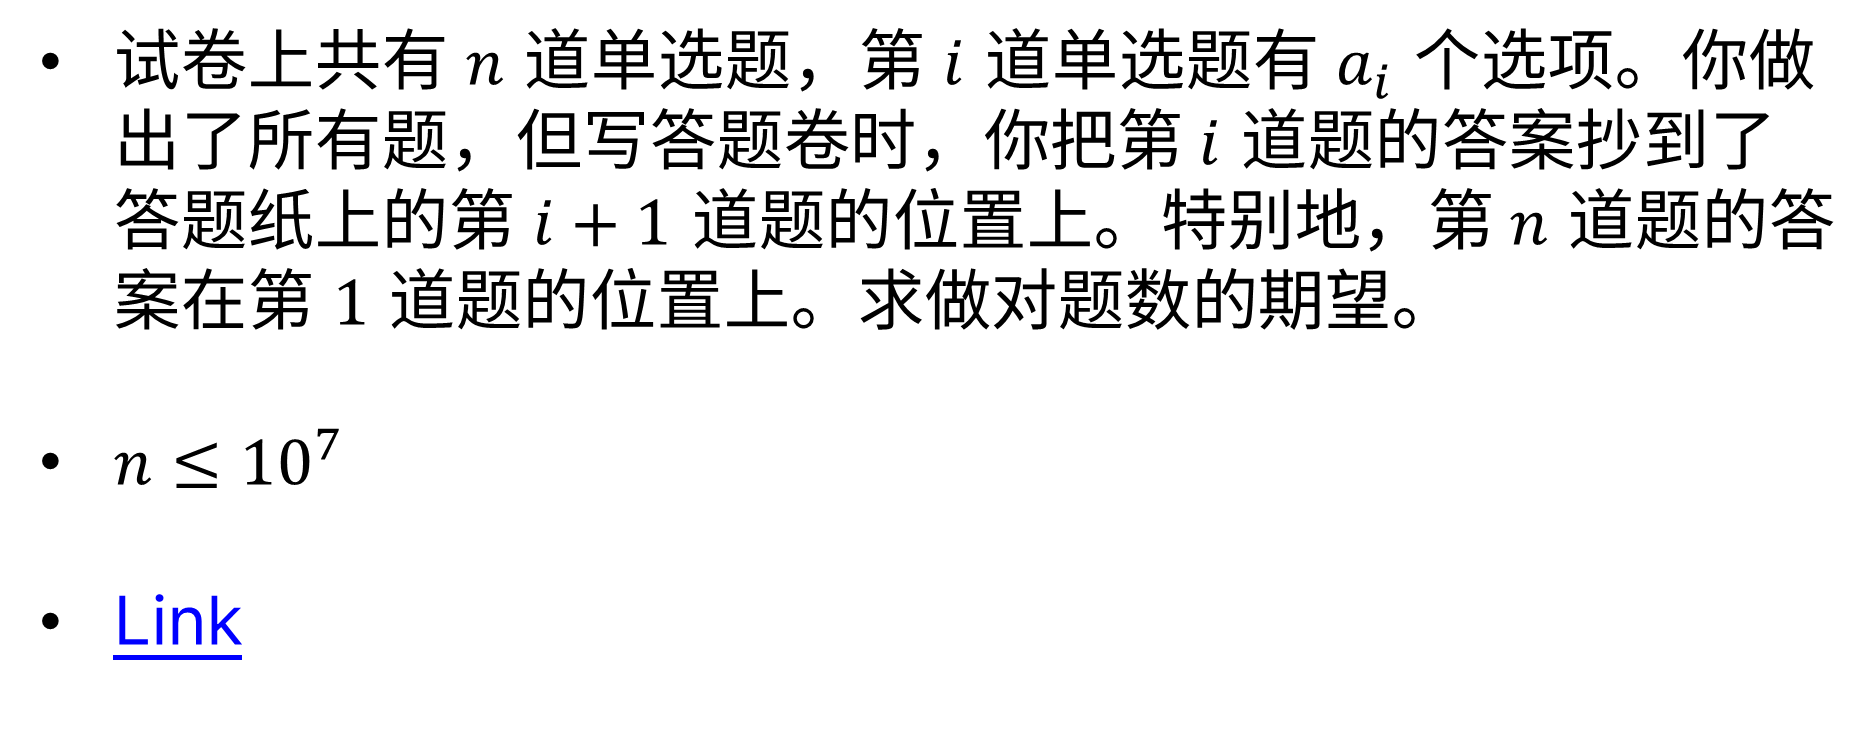 • 试卷上共有 n 道单选题，第 i 道单选题有 aᵢ 个选项。你做
出了所有题，但写答题卷时，你把第 i 道题的答案抄到了
答题纸上的第 i + 1 道题的位置上。特别地，第 n 道题的答
案在第 1 道题的位置上。求做对题数的期望。
• n ≤ 10⁷
• Link